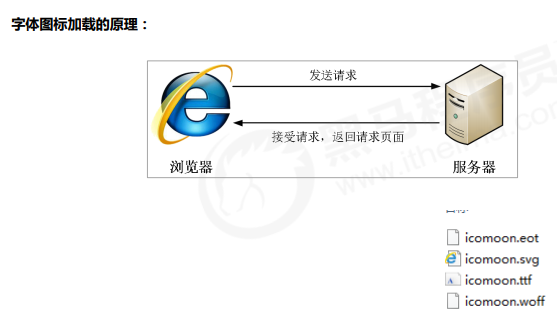 字体图标加载的原理：
发送请求
接受请求，返回请求页面
浏览器
服务器
icomoon.eot
icomoon.svg
icomoon.ttf
icomoon.woff